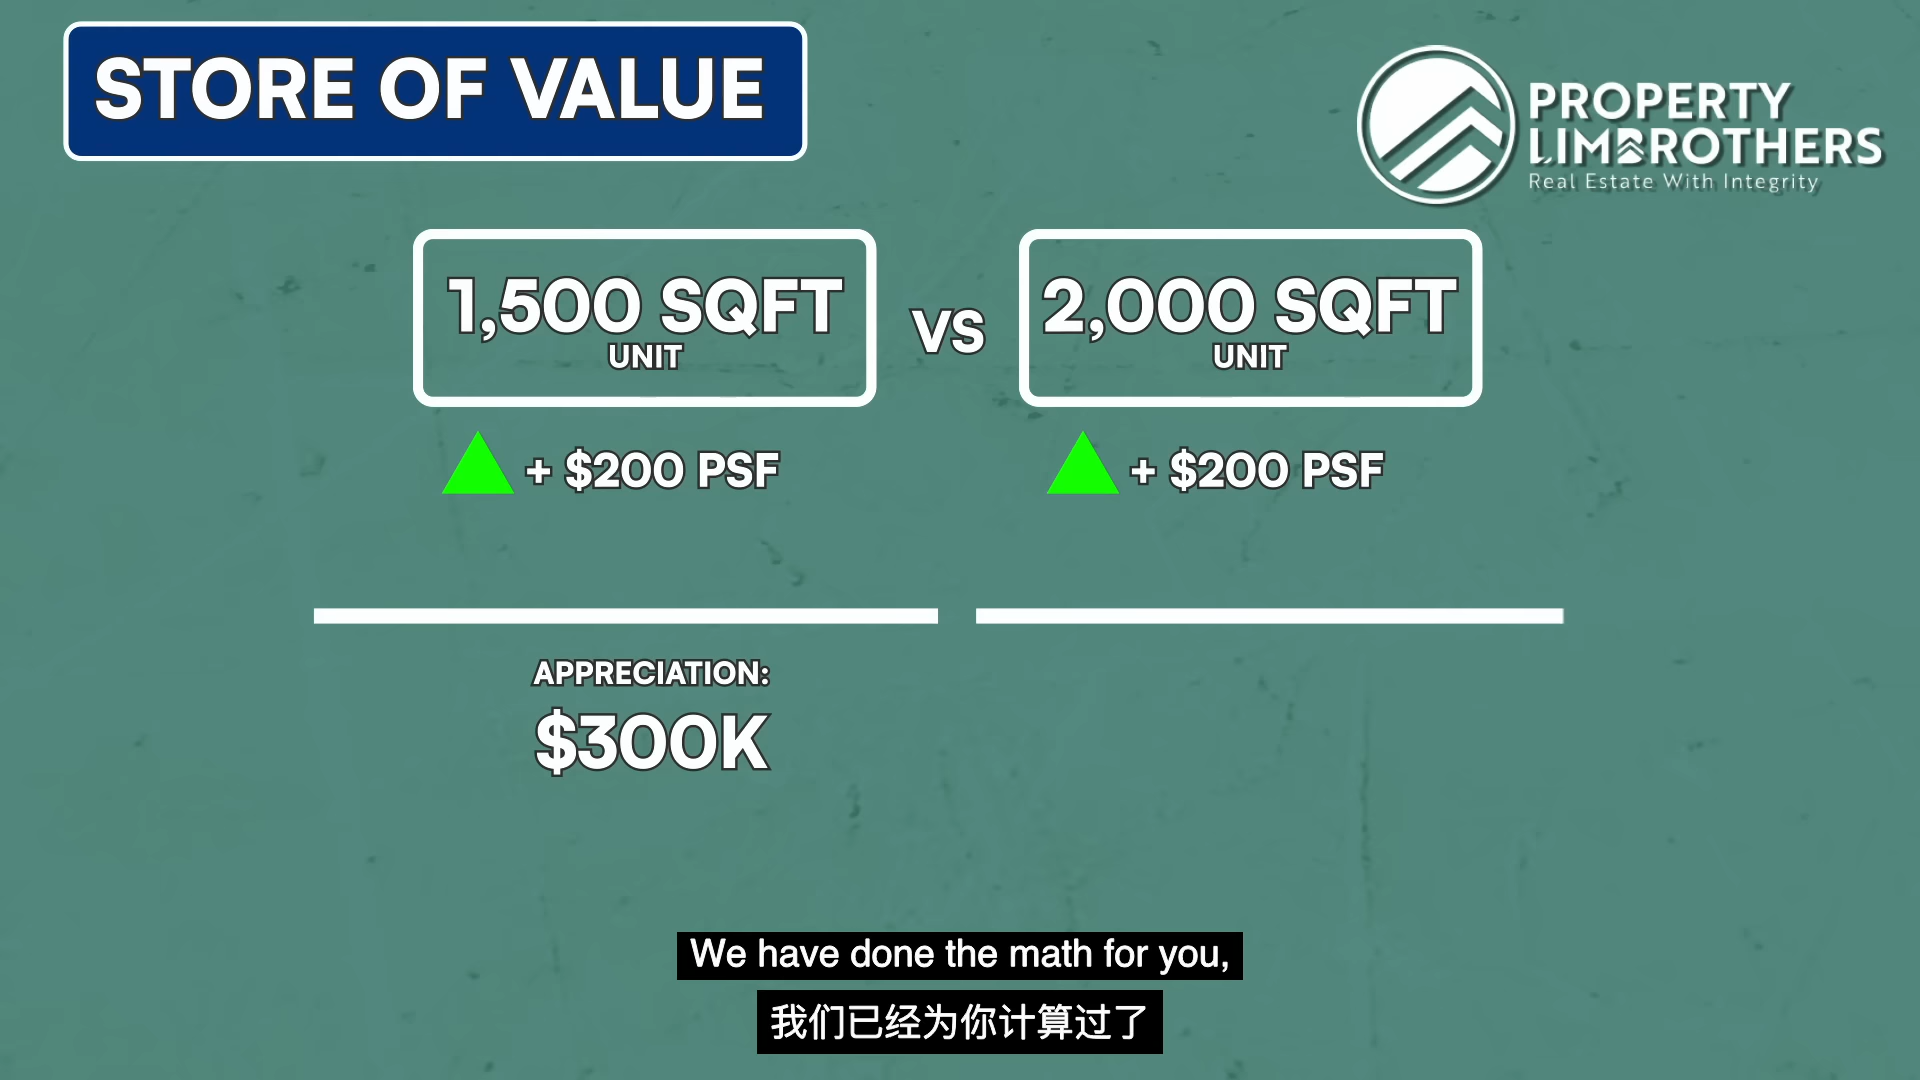 STORE OF VALUE
PROPERTY
LIMBROTHERS
Real Estate With Integrity
1,500 SQFT
UNIT
VS
2,000 SQFT
UNIT
+ $200 PSF
+ $200 PSF
APPRECIATION:
$300K
We have done the math for you,
我们已经为你计算过了